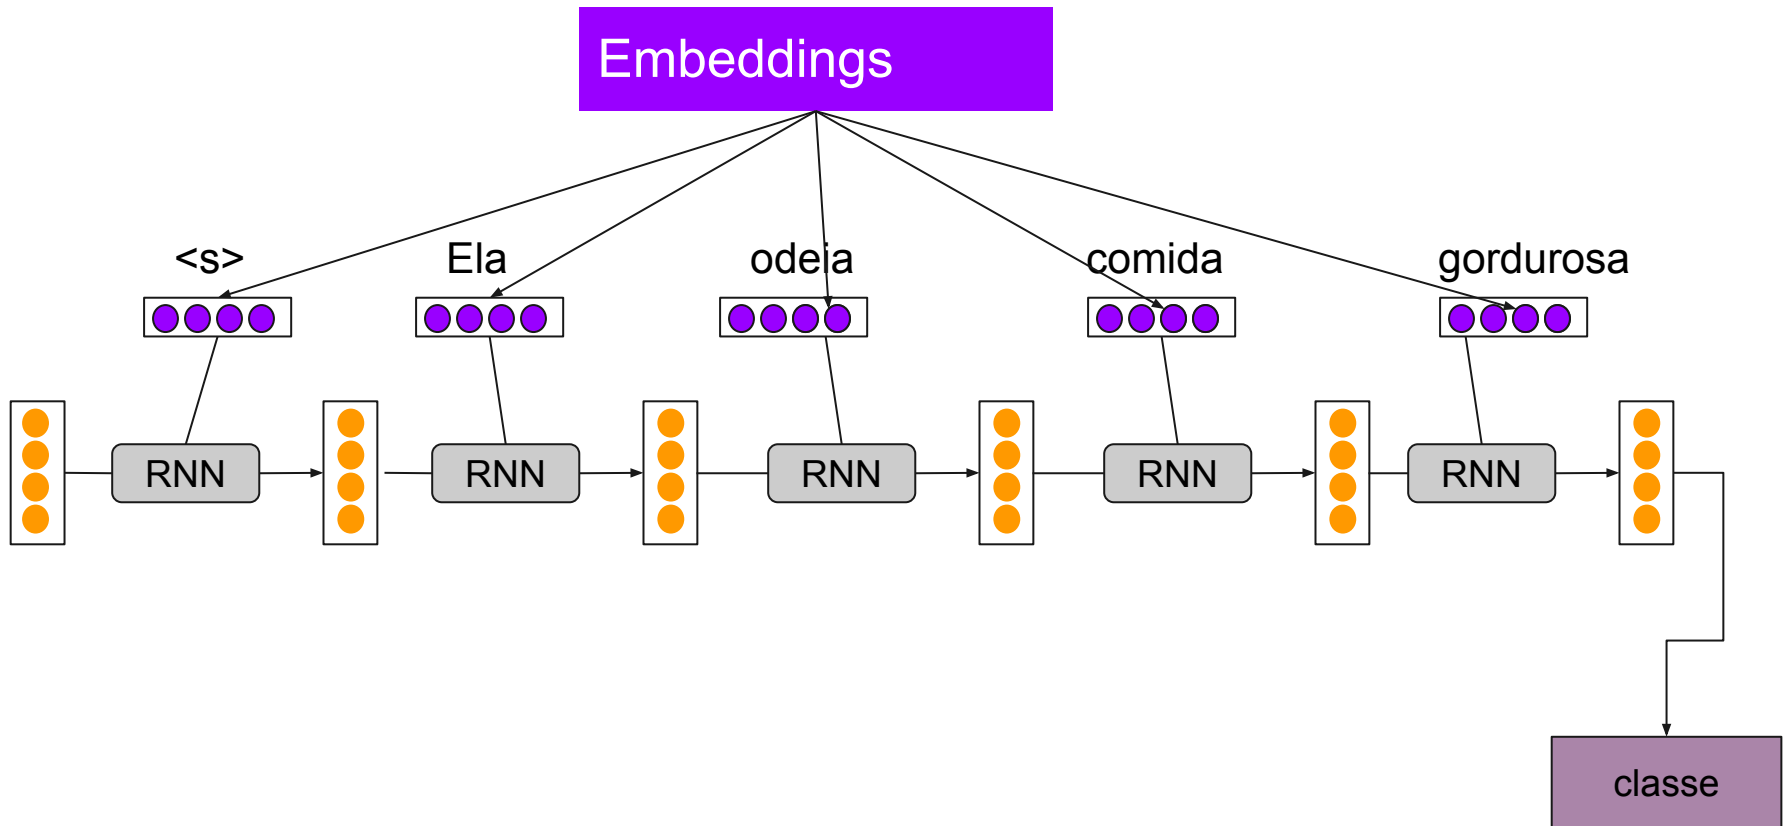 Embeddings
<s> Ela odeia comida gordurosa
RNN RNN RNN RNN RNN
classe